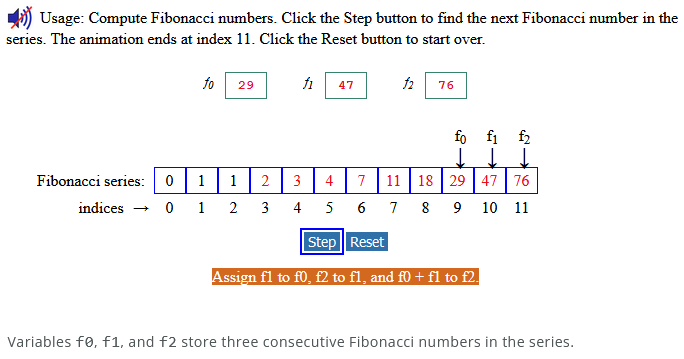 Usage: Compute Fibonacci numbers. Click the Step button to find the next Fibonacci number in the
series. The animation ends at index 11. Click the Reset button to start over.
f0 29 f1 47 f2 76
f0 f1 f2
Fibonacci series: 0 1 1 2 3 4 7 11 18 29 47 76
indices → 0 1 2 3 4 5 6 7 8 9 10 11
Step Reset
Assign f1 to f0, f2 to f1, and f0 + f1 to f2.
Variables f0, f1, and f2 store three consecutive Fibonacci numbers in the series.